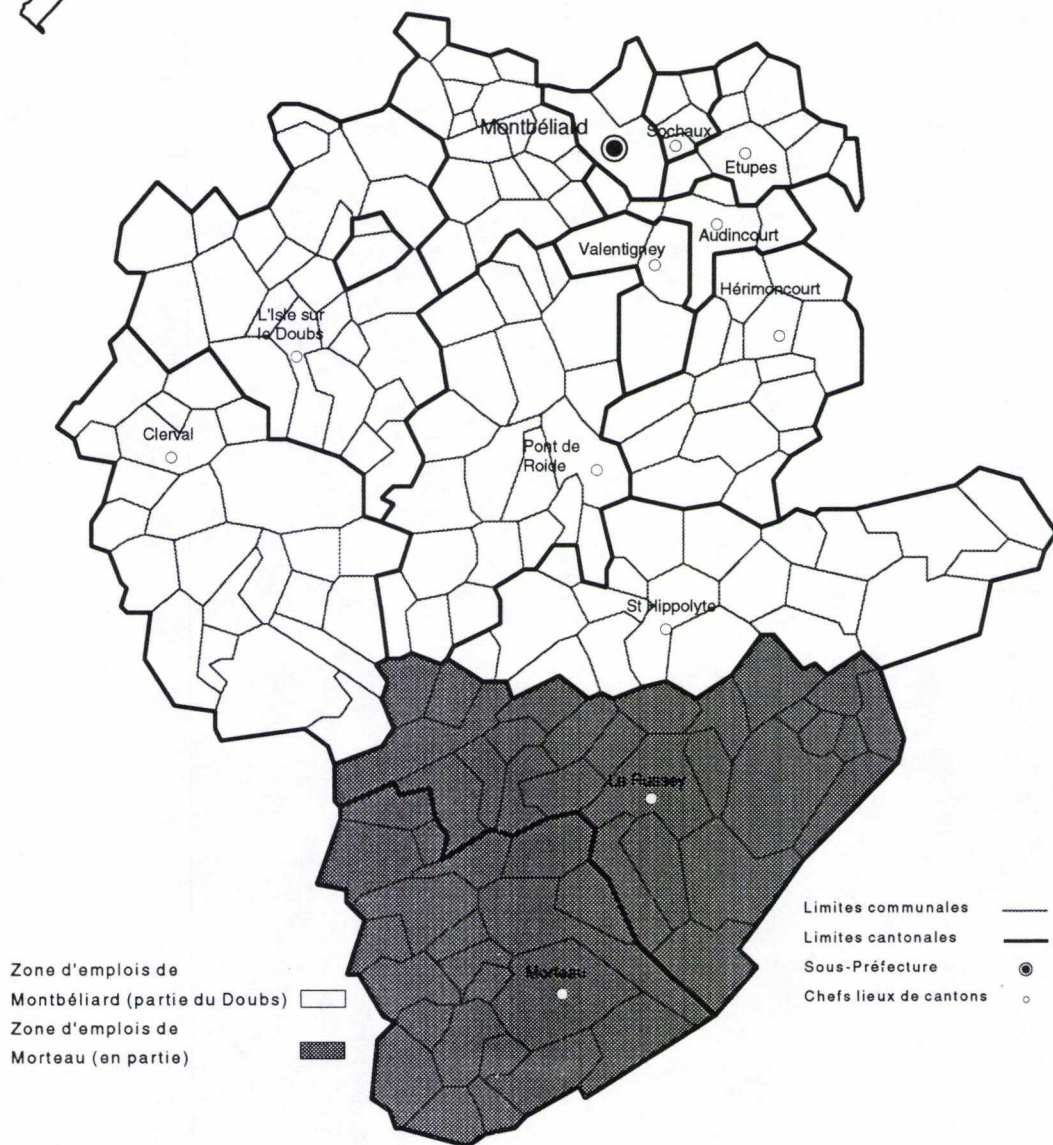 Montbéliard
Sochaux
Etupes
Valentigney
Audincourt
Hérimoncourt
L'Isle sur
le Doubs
Clerval
Pont de
Roide
St Hippolyte
Le Russey
Morteau
Zone d'emplois de
Montbéliard (partie du Doubs)
Zone d'emplois de
Morteau (en partie)
Limites communales
Limites cantonales
Sous-Préfecture
Chefs lieux de cantons